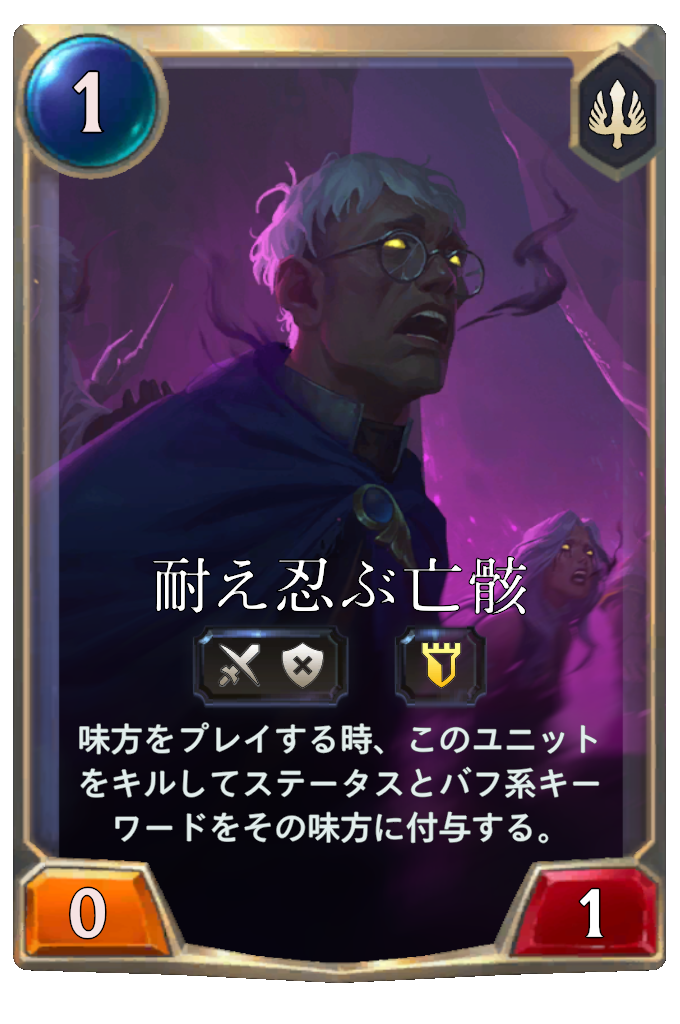 1
耐え忍ぶ亡骸
味方をプレイする時、このユニット
をキルしてステータスとバフ系キー
ワードをその味方に付与する。
0
1